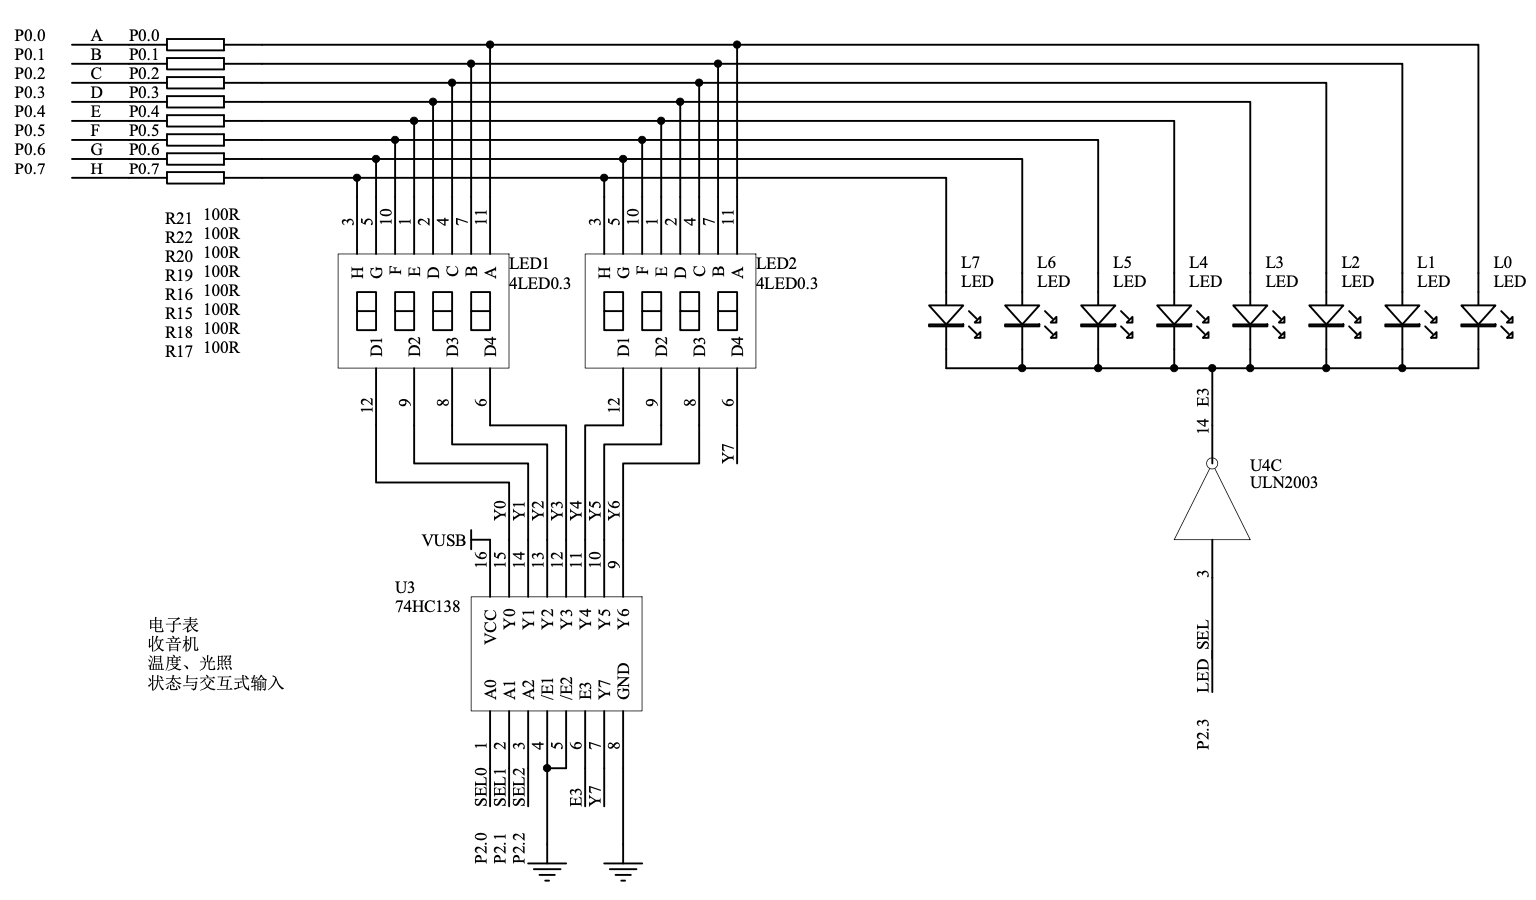 P0.0 A P0.0
P0.1 B P0.1
P0.2 C P0.2
P0.3 D P0.3
P0.4 E P0.4
P0.5 F P0.5
P0.6 G P0.6
P0.7 H P0.7
R21 100R
R22 100R
R20 100R
R19 100R
R16 100R
R15 100R
R18 100R
R17 100R
3 5 10 1 2 4 7 11
H G F E D C B A
D1 D2 D3 D4
LED1
4LED0.3
12 9 8 6
3 5 10 1 2 4 7 11
H G F E D C B A
D1 D2 D3 D4
LED2
4LED0.3
12 9 8 6
Y7
L7
LED
L6
LED
L5
LED
L4
LED
L3
LED
L2
LED
L1
LED
L0
LED
14 E3
U4C
ULN2003
3
LED_SEL
P2.3
Y0 Y1 Y2 Y3 Y4 Y5 Y6
VUSB
16 15 14 13 12 11 10 9
U3
74HC138
VCC Y0 Y1 Y2 Y3 Y4 Y5 Y6
A0 A1 A2 /E1 /E2 E3 Y7 GND
1 2 3 4 5 6 7 8
SEL0 SEL1 SEL2 E3 Y7
P2.0 P2.1 P2.2
电子表
收音机
温度、光照
状态与交互式输入